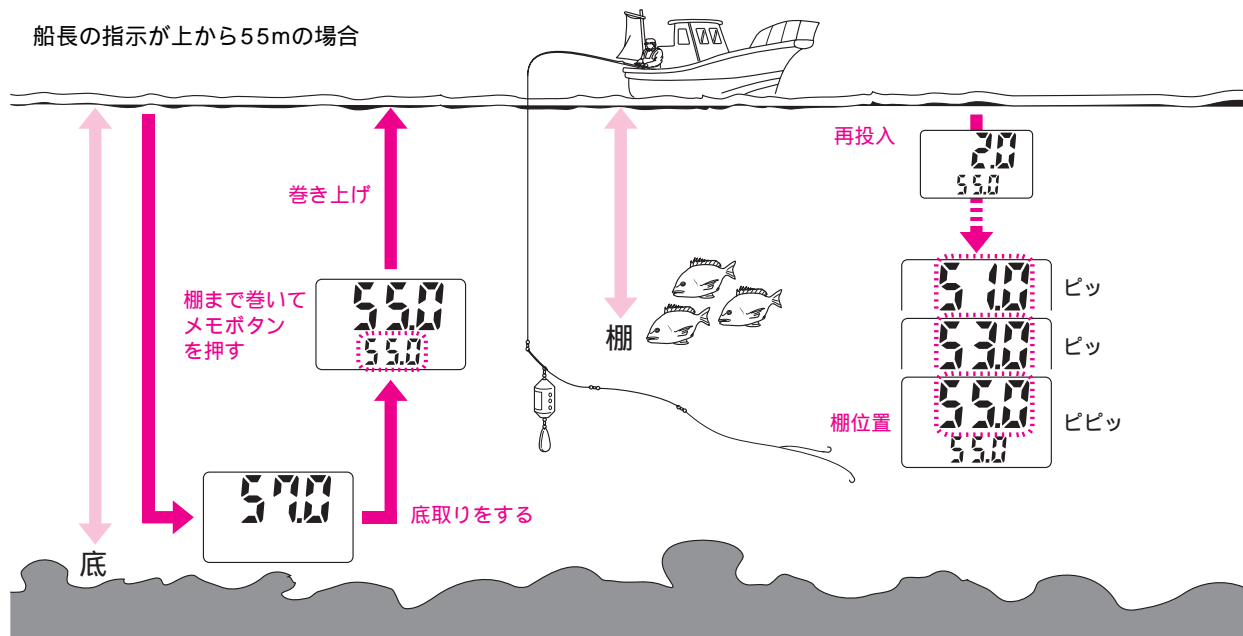 船長の指示が上から55mの場合
再投入
2.0
55.0
巻き上げ
棚まで巻いて
メモボタン
を押す
55.0
55.0
棚
51.0
ピッ
53.0
ピッ
棚位置
55.0
ピピッ
55.0
57.0
底取りをする
底